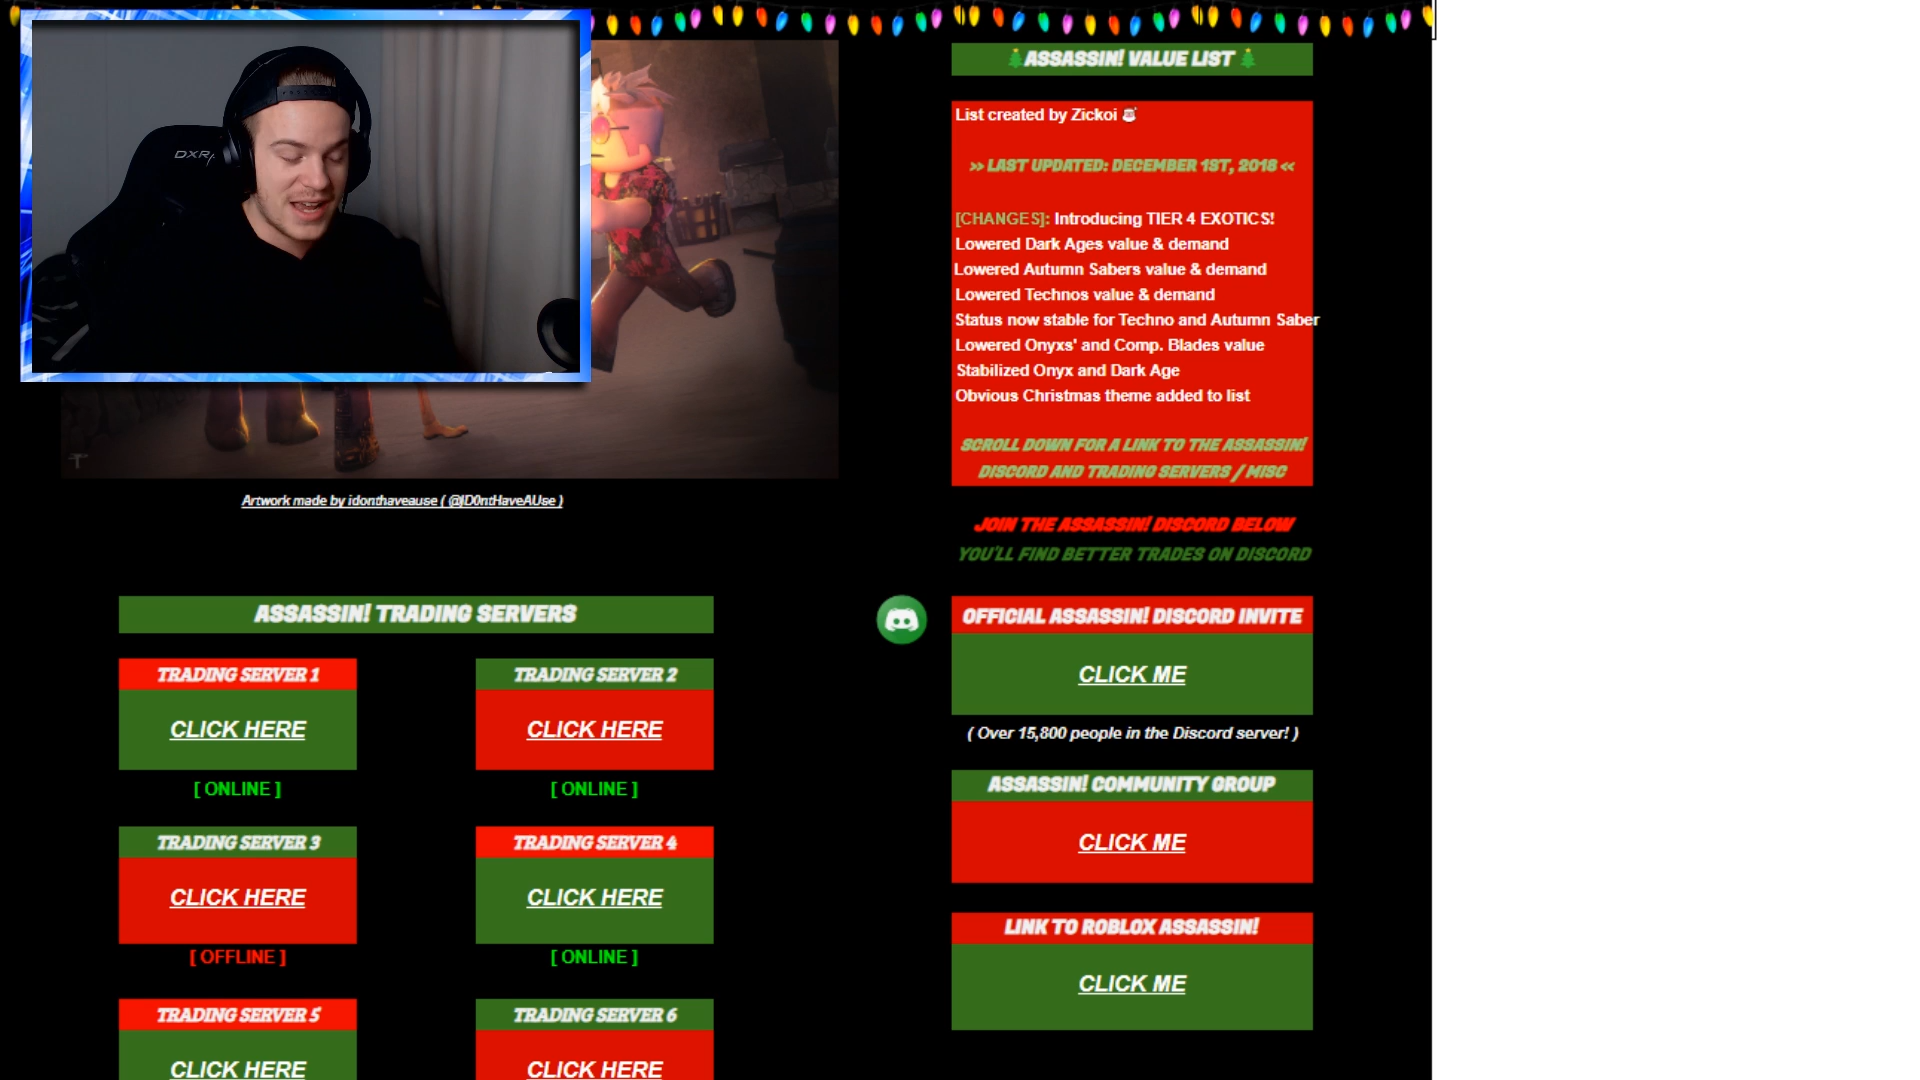 DXR
🎄ASSASSIN! VALUE LIST🎄
List created by Zickoi 🎅
>> LAST UPDATED: DECEMBER 1ST, 2018 <<
[CHANGES]: Introducing TIER 4 EXOTICS!
Lowered Dark Ages value & demand
Lowered Autumn Sabers value & demand
Lowered Technos value & demand
Status now stable for Techno and Autumn Saber
Lowered Onyxs' and Comp. Blades value
Stabilized Onyx and Dark Age
Obvious Christmas theme added to list
SCROLL DOWN FOR A LINK TO THE ASSASSIN!
DISCORD AND TRADING SERVERS / MISC
Artwork made by idonthaveause ( @ID0ntHaveAUse )
JOIN THE ASSASSIN! DISCORD BELOW
YOU'LL FIND BETTER TRADES ON DISCORD
ASSASSIN! TRADING SERVERS
TRADING SERVER 1
CLICK HERE
[ ONLINE ]
TRADING SERVER 2
CLICK HERE
[ ONLINE ]
TRADING SERVER 3
CLICK HERE
[ OFFLINE ]
TRADING SERVER 4
CLICK HERE
[ ONLINE ]
TRADING SERVER 5
CLICK HERE
TRADING SERVER 6
CLICK HERE
OFFICIAL ASSASSIN! DISCORD INVITE
CLICK ME
( Over 15,800 people in the Discord server! )
ASSASSIN! COMMUNITY GROUP
CLICK ME
LINK TO ROBLOX ASSASSIN!
CLICK ME